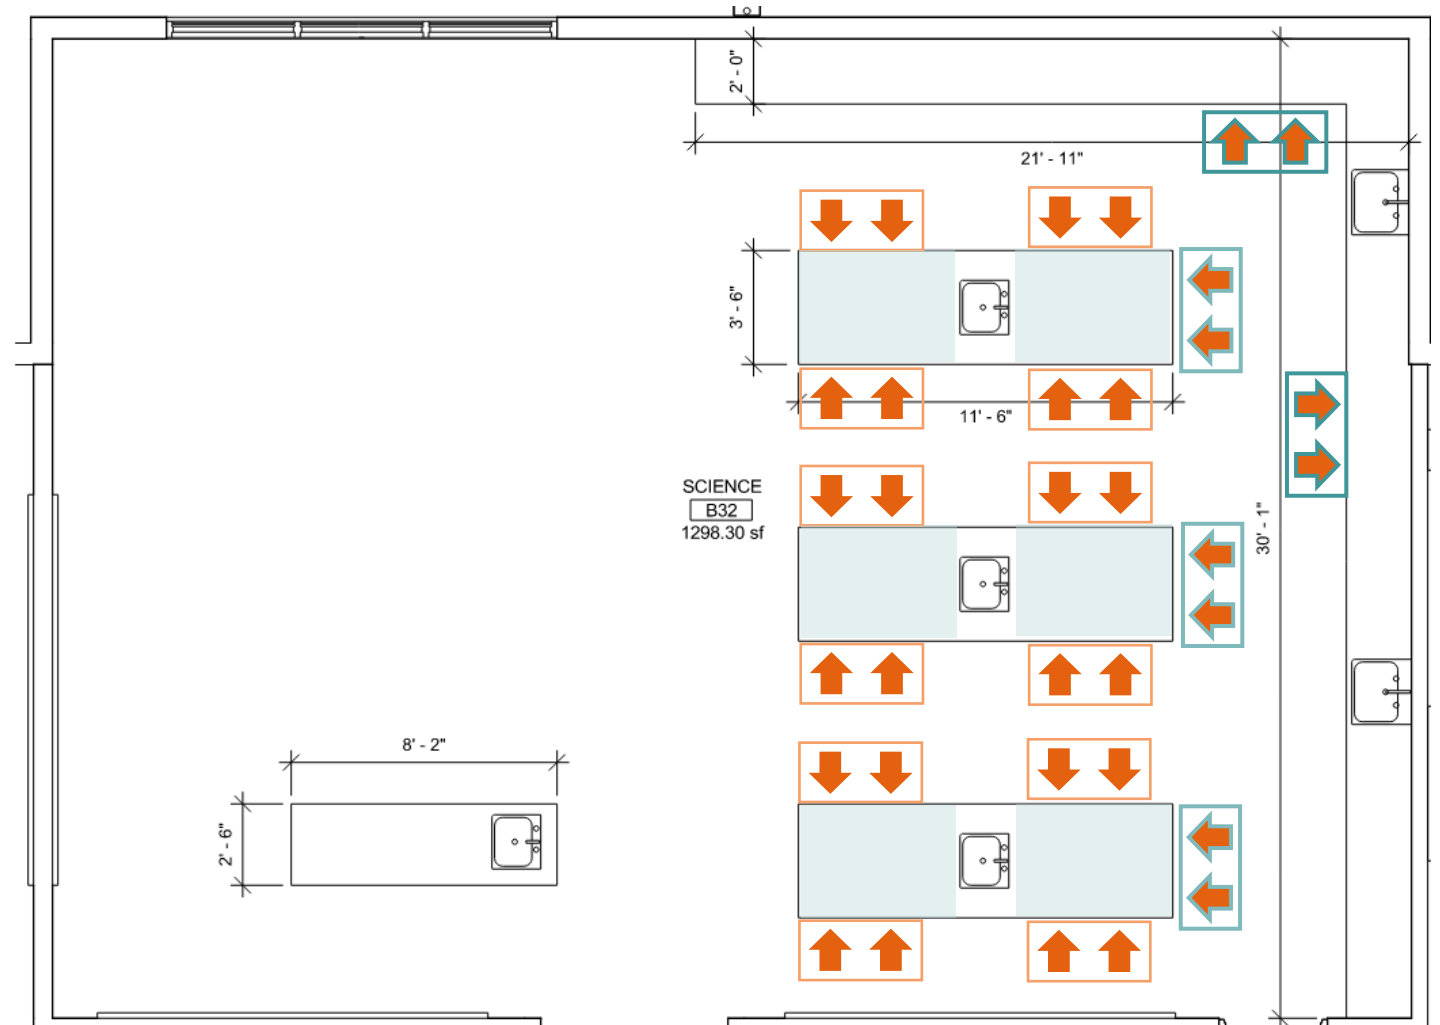 2' - 0"
21' - 11"
3' - 6"
11' - 6"
SCIENCE
B32
1298.30 sf
30' - 1"
8' - 2"
2' - 6"